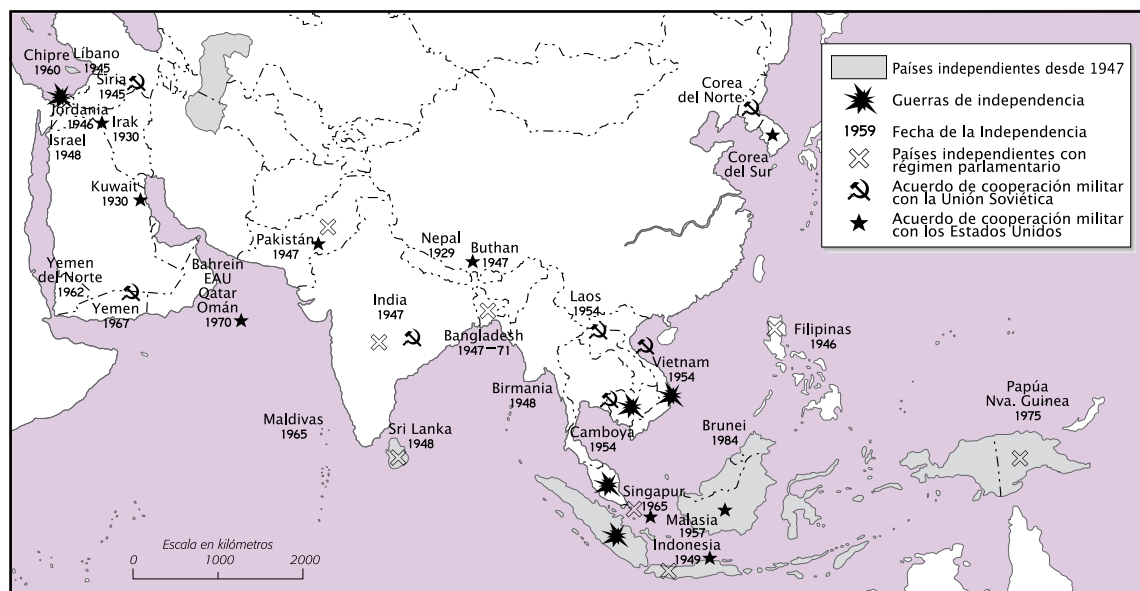 Chipre
1960
Líbano
1945
Siria
1945
Jordania
1946
Irak
1930
Israel
1948
Kuwait
1930
Yemen
del Norte
1962
Yemen
1967
Bahrein
EAU
Qatar
Omán
1970
Pakistán
1947
Nepal
1929
Buthan
1947
India
1947
Bangladesh
1947–71
Birmania
1948
Maldivas
1965
Sri Lanka
1948
Laos
1954
Vietnam
1954
Camboya
1954
Filipinas
1946
Brunei
1984
Singapur
1965
Malasia
1957
Indonesia
1949
Papúa
Nva. Guinea
1975
Corea
del Norte
Corea
del Sur
Países independientes desde 1947
Guerras de independencia
1959 Fecha de la Independencia
Países independientes con
régimen parlamentario
Acuerdo de cooperación militar
con la Unión Soviética
Acuerdo de cooperación militar
con los Estados Unidos
Escala en kilómetros
0 1000 2000